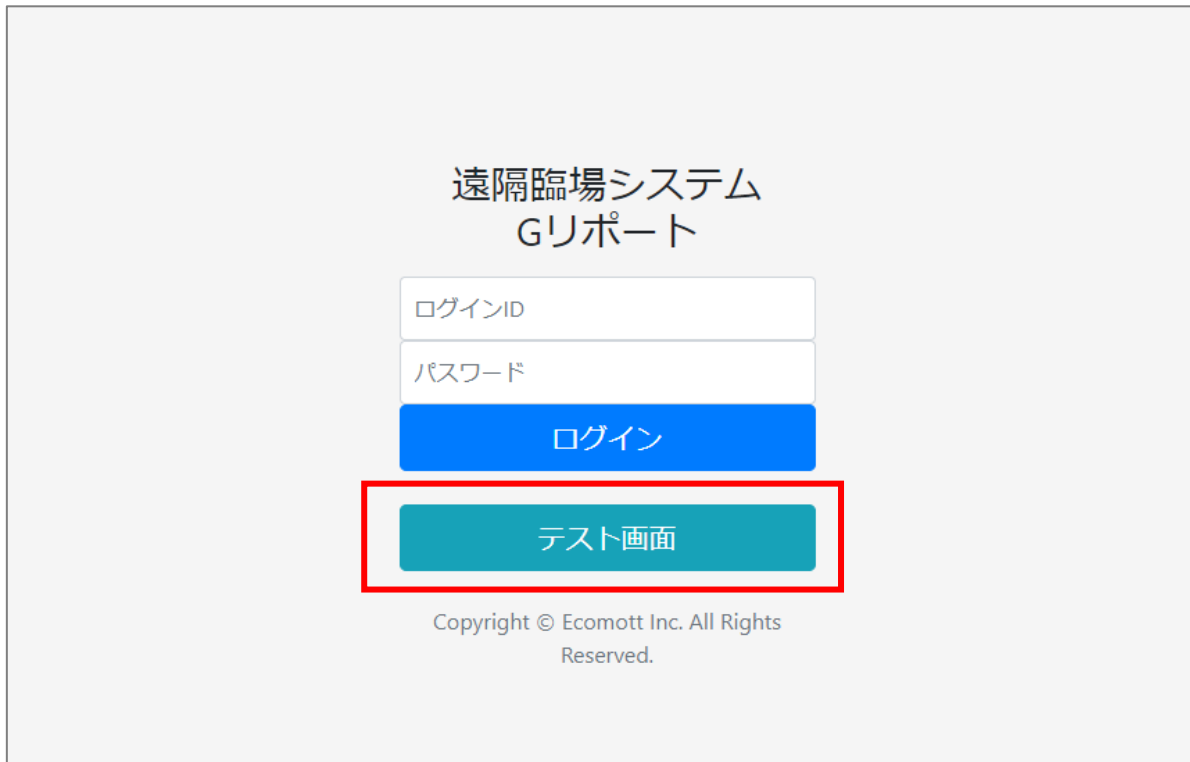 遠隔臨場システム
Gリポート
ログインID
パスワード
ログイン
テスト画面
Copyright © Ecomott Inc. All Rights
Reserved.